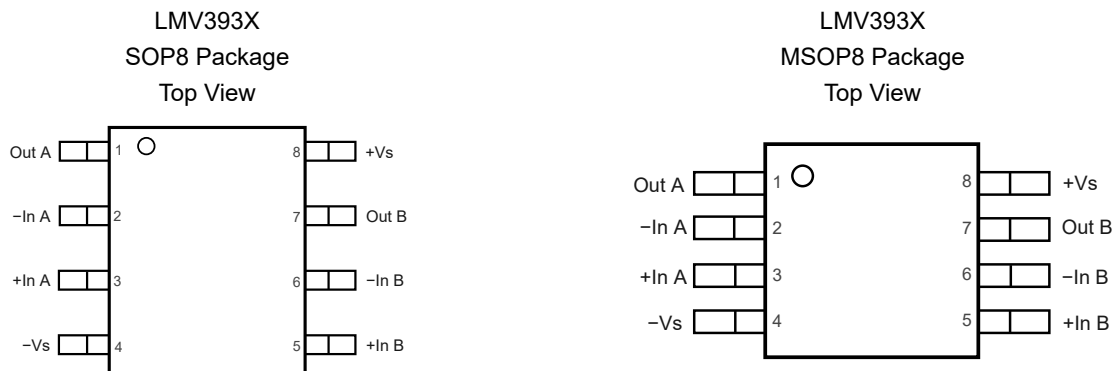 LMV393X
SOP8 Package
Top View
Out A 1 8 +Vs
−In A 2 7 Out B
+In A 3 6 −In B
−Vs 4 5 +In B
LMV393X
MSOP8 Package
Top View
Out A 1 8 +Vs
−In A 2 7 Out B
+In A 3 6 −In B
−Vs 4 5 +In B